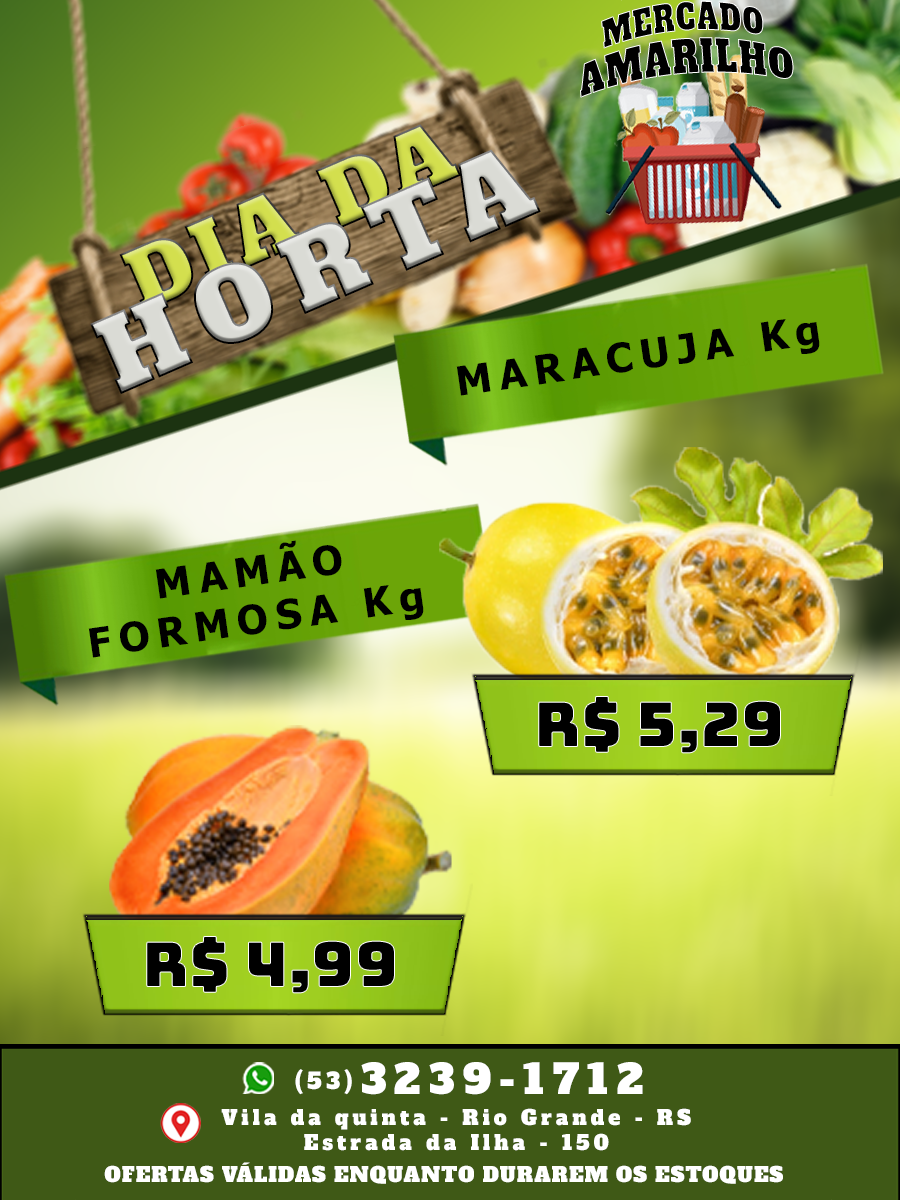 MERCADO
AMARILHO
DIA DA
HORTA
MARACUJA Kg
MAMÃO
FORMOSA Kg
R$ 5,29
R$ 4,99
(53) 3239-1712
Vila da quinta - Rio Grande - RS
Estrada da Ilha - 150
OFERTAS VÁLIDAS ENQUANTO DURAREM OS ESTOQUES